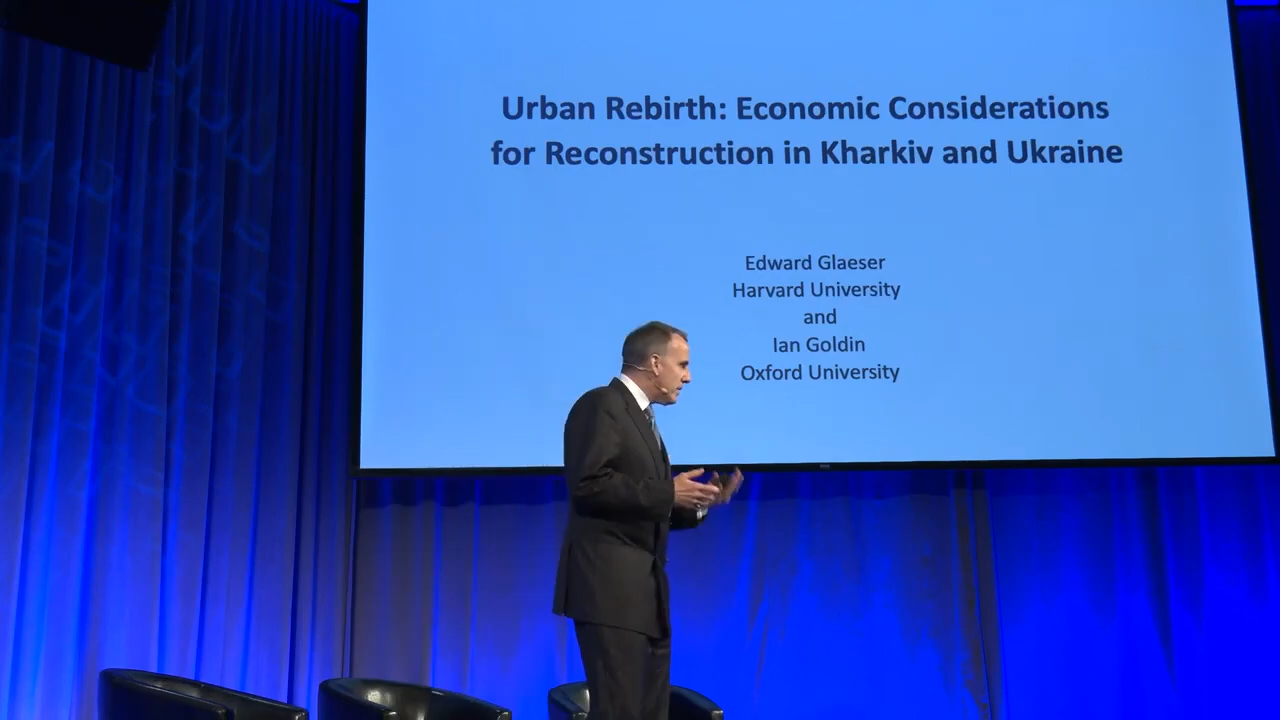 Urban Rebirth: Economic Considerations
for Reconstruction in Kharkiv and Ukraine
Edward Glaeser
Harvard University
and
Ian Goldin
Oxford University